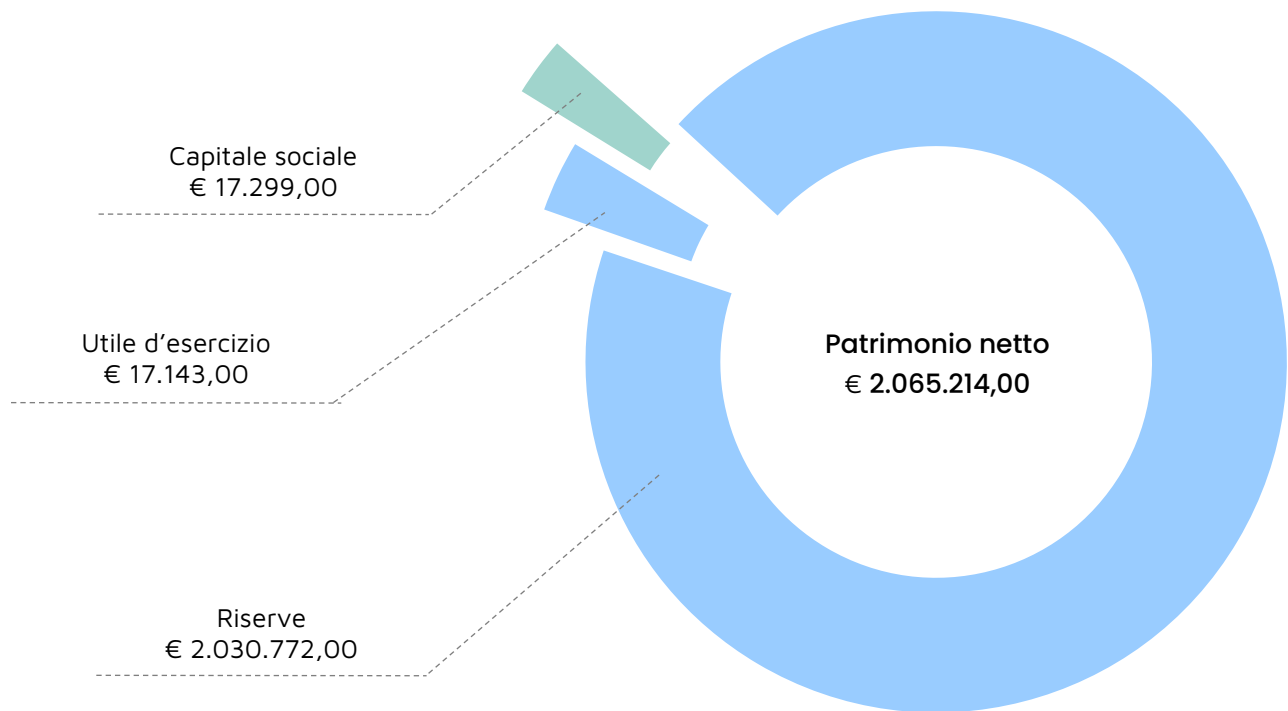 Capitale sociale
€ 17.299,00
Utile d’esercizio
€ 17.143,00
Patrimonio netto
€ 2.065.214,00
Riserve
€ 2.030.772,00